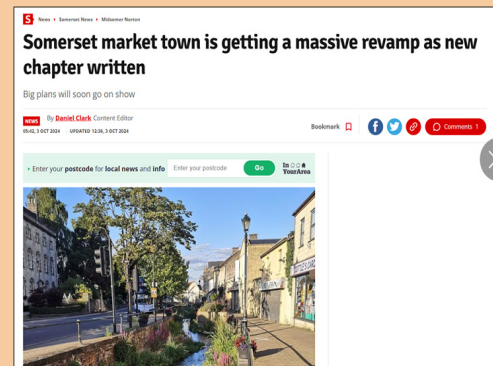 S News Somerset News Midsomer Norton
Somerset market town is getting a massive revamp as new
chapter written
Big plans will soon go on show
NEWS By Daniel Clark Content Editor
05:42, 3 OCT 2024 UPDATED 12:36, 3 OCT 2024
Bookmark
Comments 1
Enter your postcode for local news and info
Enter your postcode
Go
In
YourArea